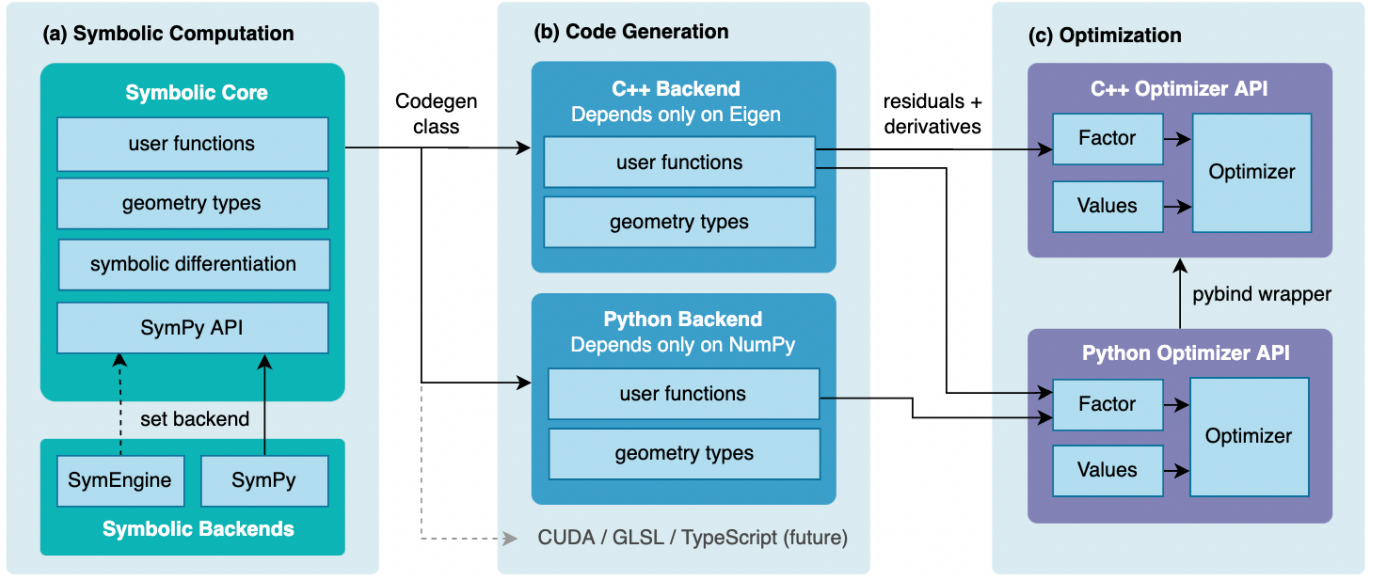 (a) Symbolic Computation
Symbolic Core
user functions
geometry types
symbolic differentiation
SymPy API
set backend
SymEngine
SymPy
Symbolic Backends
Codegen
class
(b) Code Generation
C++ Backend
Depends only on Eigen
user functions
geometry types
Python Backend
Depends only on NumPy
user functions
geometry types
CUDA / GLSL / TypeScript (future)
residuals +
derivatives
(c) Optimization
C++ Optimizer API
Factor
Values
Optimizer
pybind wrapper
Python Optimizer API
Factor
Values
Optimizer